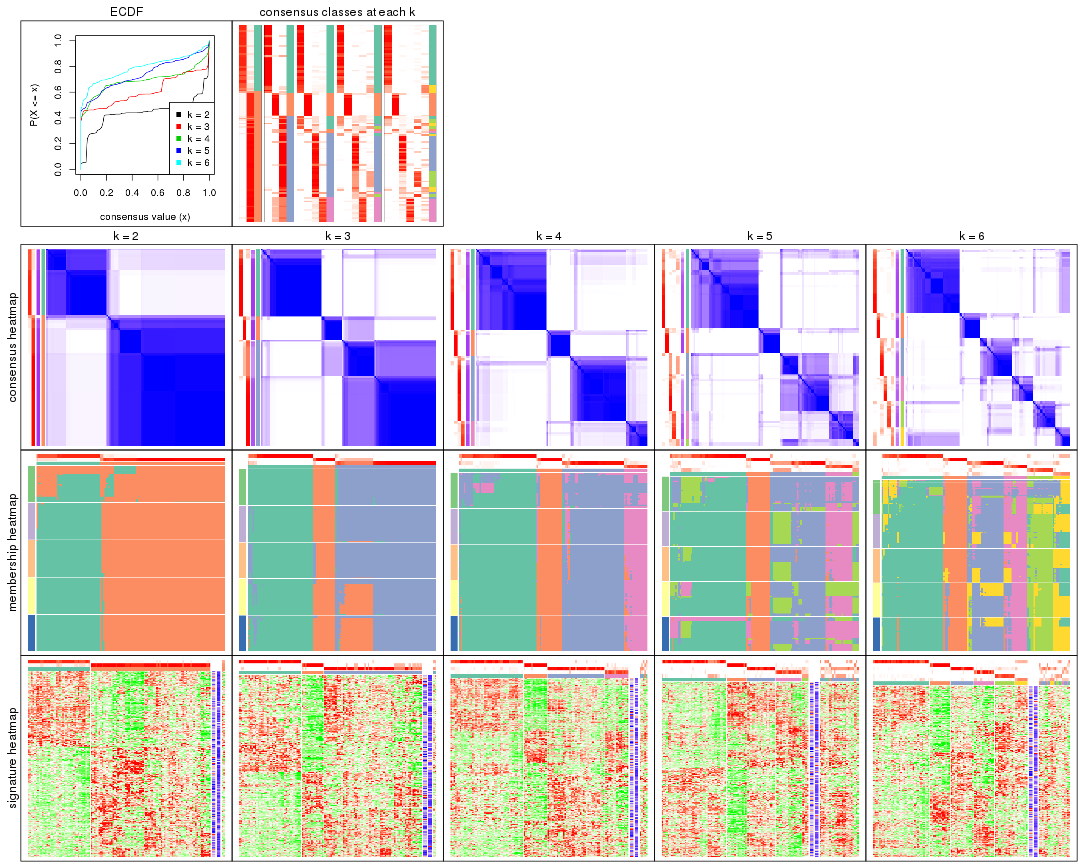 ECDF
consensus classes at each k
P(X <= x)
0.0 0.2 0.4 0.6 0.8 1.0
k = 2
k = 3
k = 4
k = 5
k = 6
0.0 0.2 0.4 0.6 0.8 1.0
consensus value (x)
k = 2 k = 3 k = 4 k = 5 k = 6
consensus heatmap
membership heatmap
signature heatmap